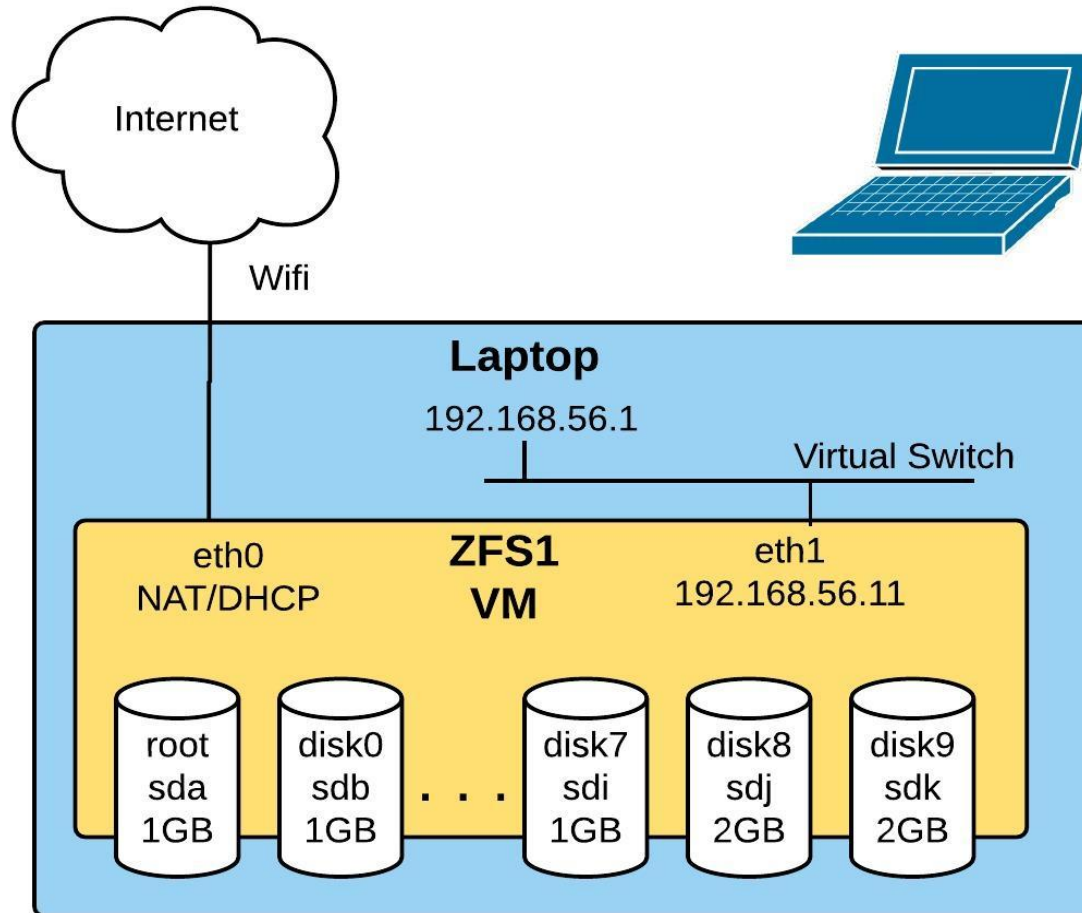 Internet
Wifi
Laptop
192.168.56.1
Virtual Switch
eth0
NAT/DHCP
ZFS1
VM
eth1
192.168.56.11
root
sda
1GB
disk0
sdb
1GB
. . .
disk7
sdi
1GB
disk8
sdj
2GB
disk9
sdk
2GB